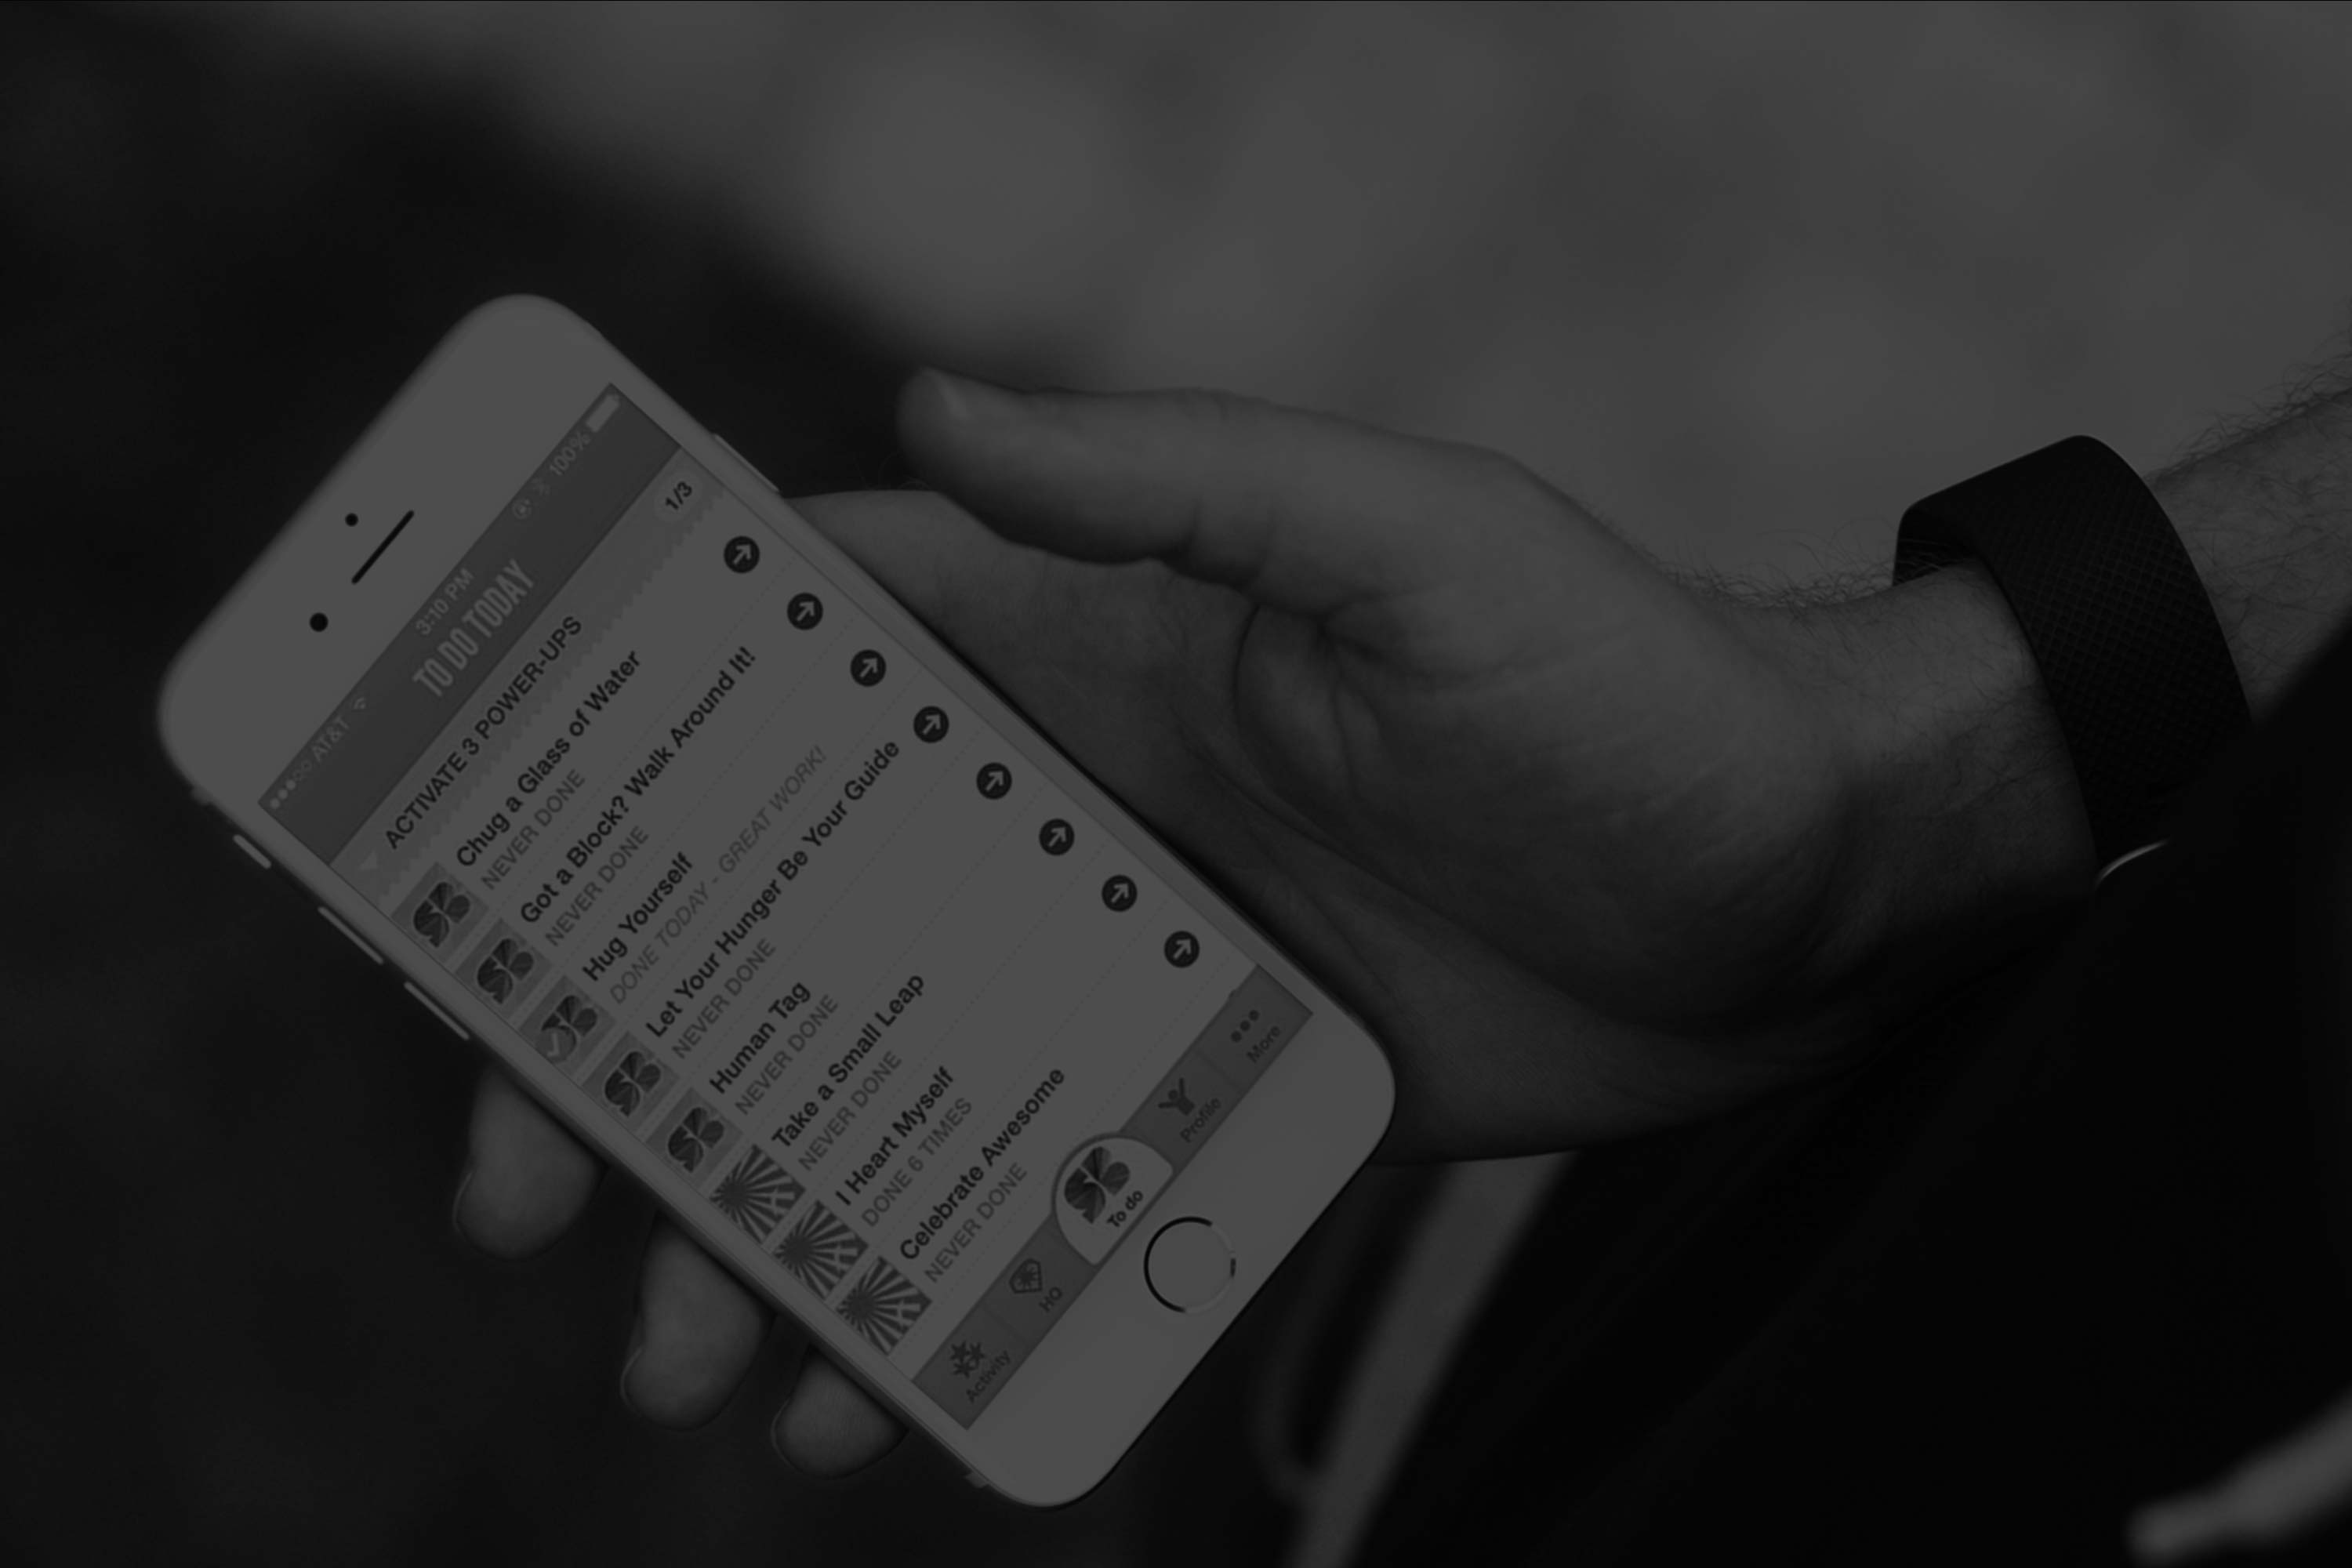 AT&T 3:10 PM 100%
TO DO TODAY
ACTIVATE 3 POWER-UPS 1/3
Chug a Glass of Water
NEVER DONE
Got a Block? Walk Around It!
NEVER DONE
Hug Yourself
DONE TODAY - GREAT WORK!
Let Your Hunger Be Your Guide
NEVER DONE
Human Tag
NEVER DONE
Take a Small Leap
NEVER DONE
I Heart Myself
DONE 6 TIMES
Celebrate Awesome
NEVER DONE
Activity HQ To do Profile More